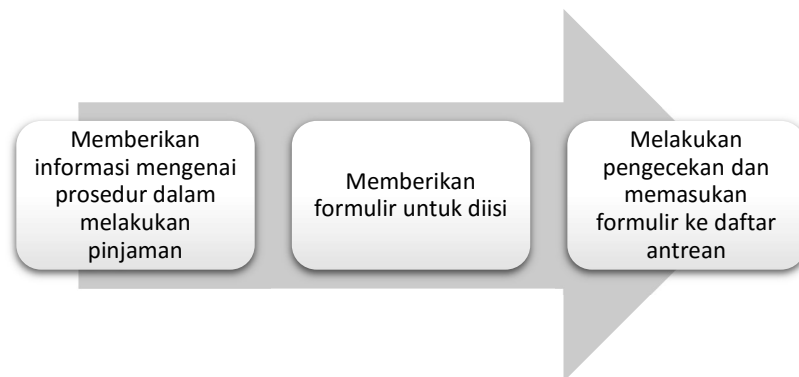 Memberikan
informasi mengenai
prosedur dalam
melakukan
pinjaman
Memberikan
formulir untuk diisi
Melakukan
pengecekan dan
memasukan
formulir ke daftar
antrean